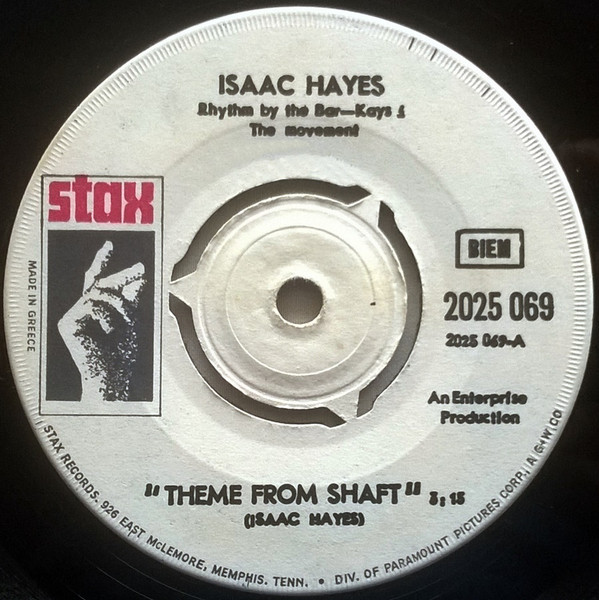 ISAAC HAYES
Rhythm by the Bar-Kays &
The movement
stax
MADE IN GREECE
BIEM
2025 069
2025 069-A
An Enterprise
Production
"THEME FROM SHAFT" 3:15
(ISAAC HAYES)
STAX RECORDS, 926 EAST McLEMORE, MEMPHIS, TENN. • DIV. OF PARAMOUNT PICTURES CORP./A G+W CO